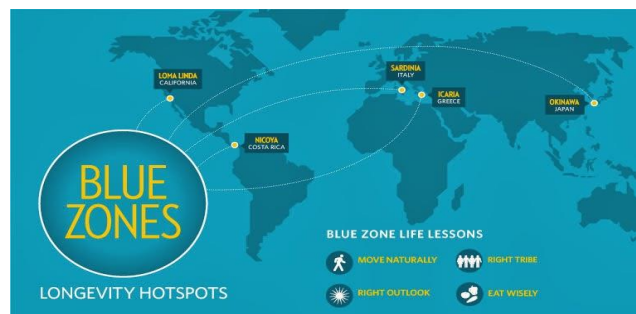 LOMA LINDA
CALIFORNIA
SARDINIA
ITALY
ICARIA
GREECE
OKINAWA
JAPAN
NICOYA
COSTA RICA
BLUE
ZONES
LONGEVITY HOTSPOTS
BLUE ZONE LIFE LESSONS
MOVE NATURALLY
RIGHT TRIBE
RIGHT OUTLOOK
EAT WISELY